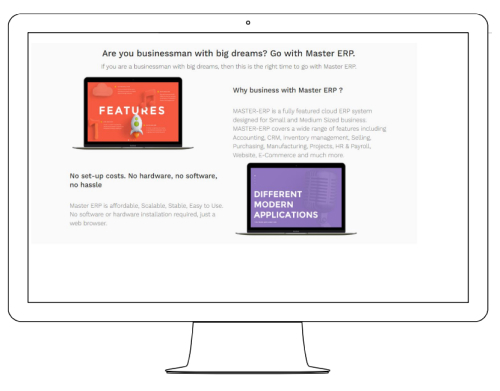 Are you businessman with big dreams? Go with Master ERP.
If you are a businessman with big dreams, then this is the right time to go with Master ERP.
FEATURES
Why business with Master ERP ?
MASTER-ERP is a fully featured cloud ERP system
designed for Small and Medium Sized business.
MASTER-ERP covers a wide range of features including
Accounting, CRM, Inventory management, Selling,
Purchasing, Manufacturing, Projects, HR & Payroll,
Website, E-Commerce and much more
No set-up costs. No hardware, no software,
no hassle
Master ERP is affordable, Scalable, Stable, Easy to Use.
No software or hardware installation required, just a
web browser.
DIFFERENT
MODERN
APPLICATIONS